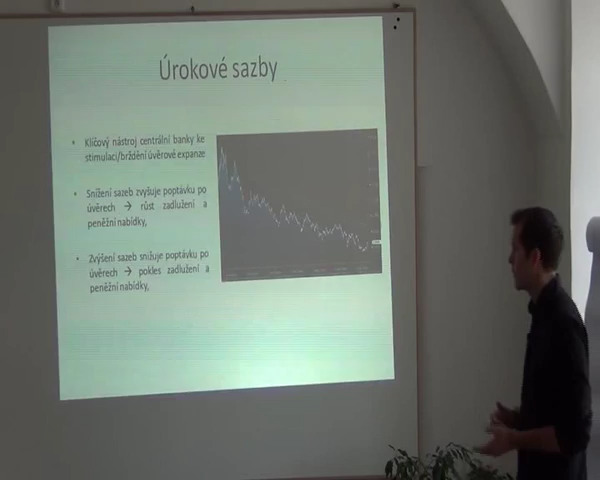 Úrokové sazby
• Klíčový nástroj centrální banky ke
stimulaci/brždění úvěrové expanze
• Snížení sazeb zvyšuje poptávku po
úvěrech → růst zadlužení a
peněžní nabídky,
• Zvýšení sazeb snižuje poptávku po
úvěrech → pokles zadlužení a
peněžní nabídky,